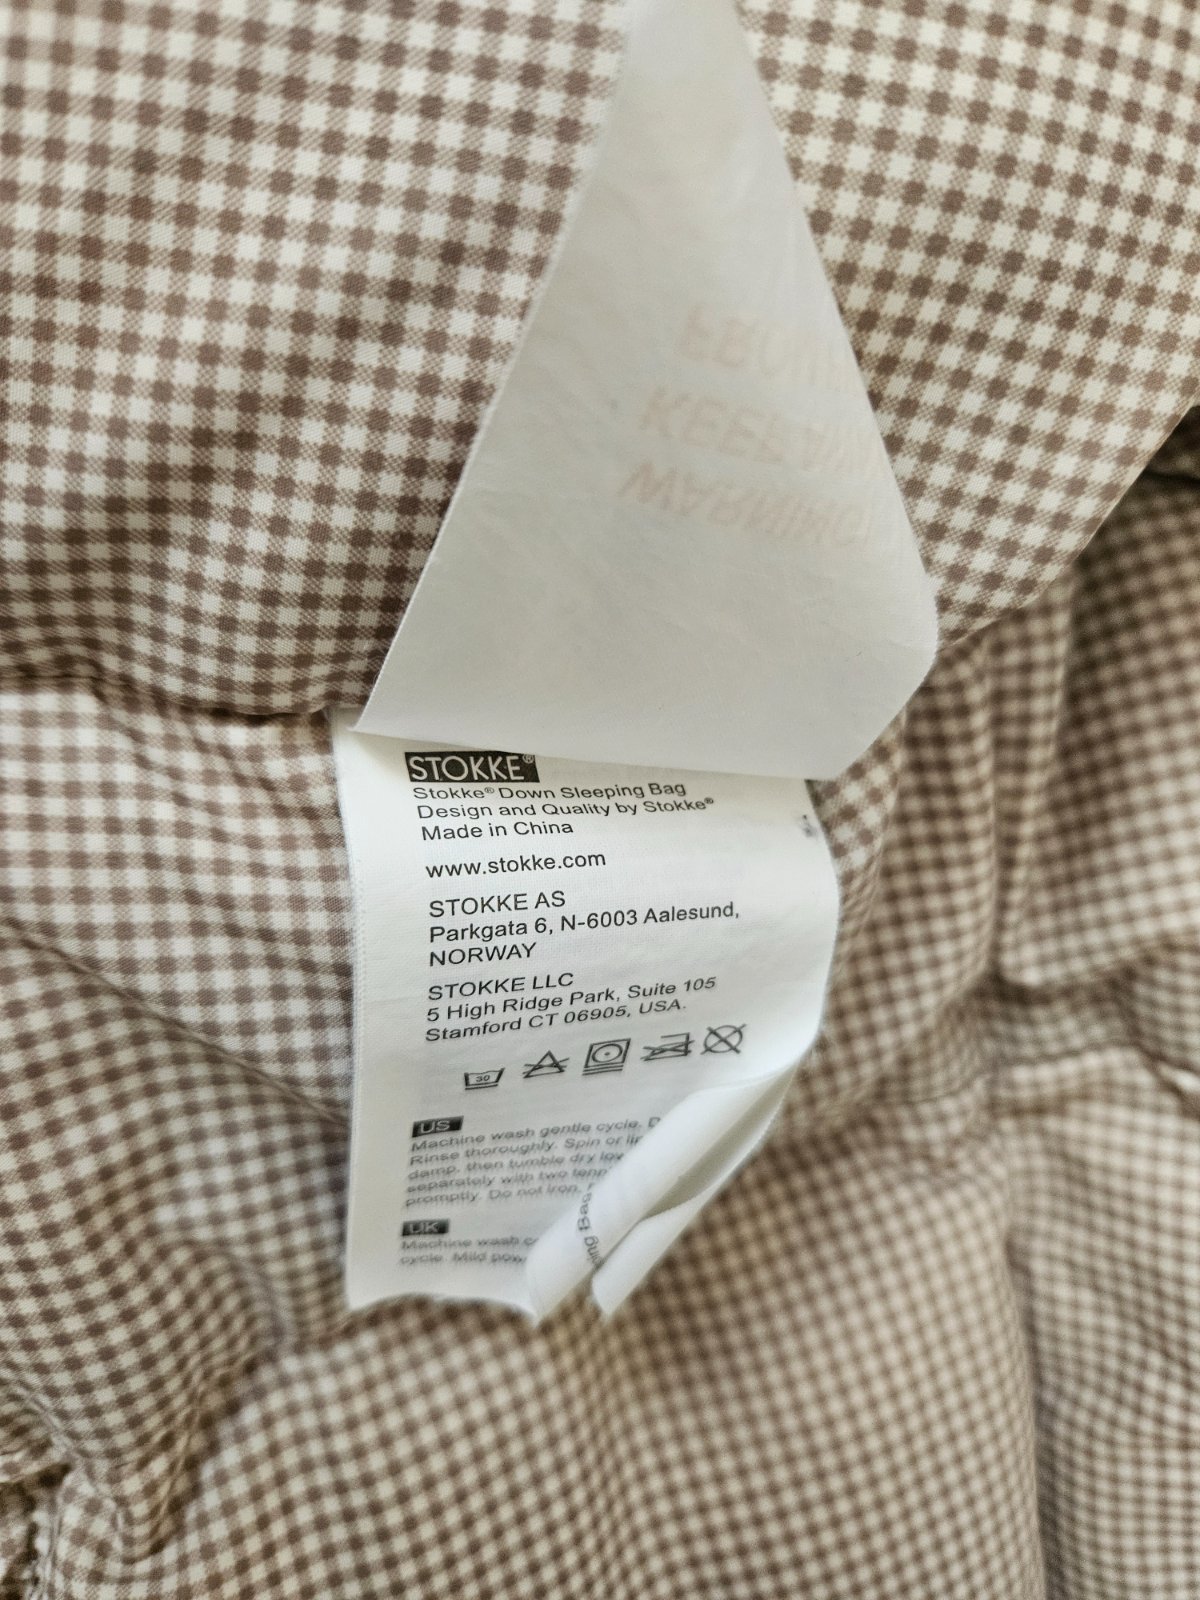 WARNING!
KEEP
STOKKE®
Stokke® Down Sleeping Bag
Design and Quality by Stokke®
Made in China
www.stokke.com
STOKKE AS
Parkgata 6, N-6003 Aalesund,
NORWAY
STOKKE LLC
5 High Ridge Park, Suite 105
Stamford CT 06905, USA.
30
US
Machine wash gentle cycle.
Rinse thoroughly. Spin or
damp, then tumble dry
separately with two
promptly. Do not iron.
UK
Machine wash
cycle. Mild